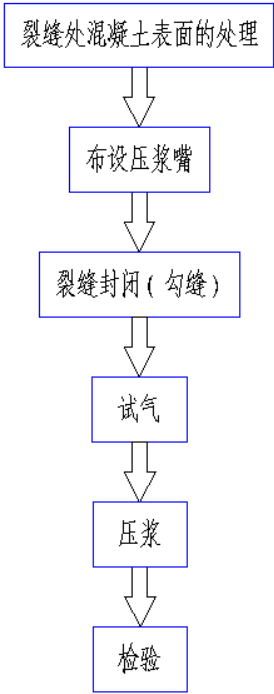 裂缝处混凝土表面的处理
布设压浆嘴
裂缝封闭(勾缝)
试气
压浆
检验